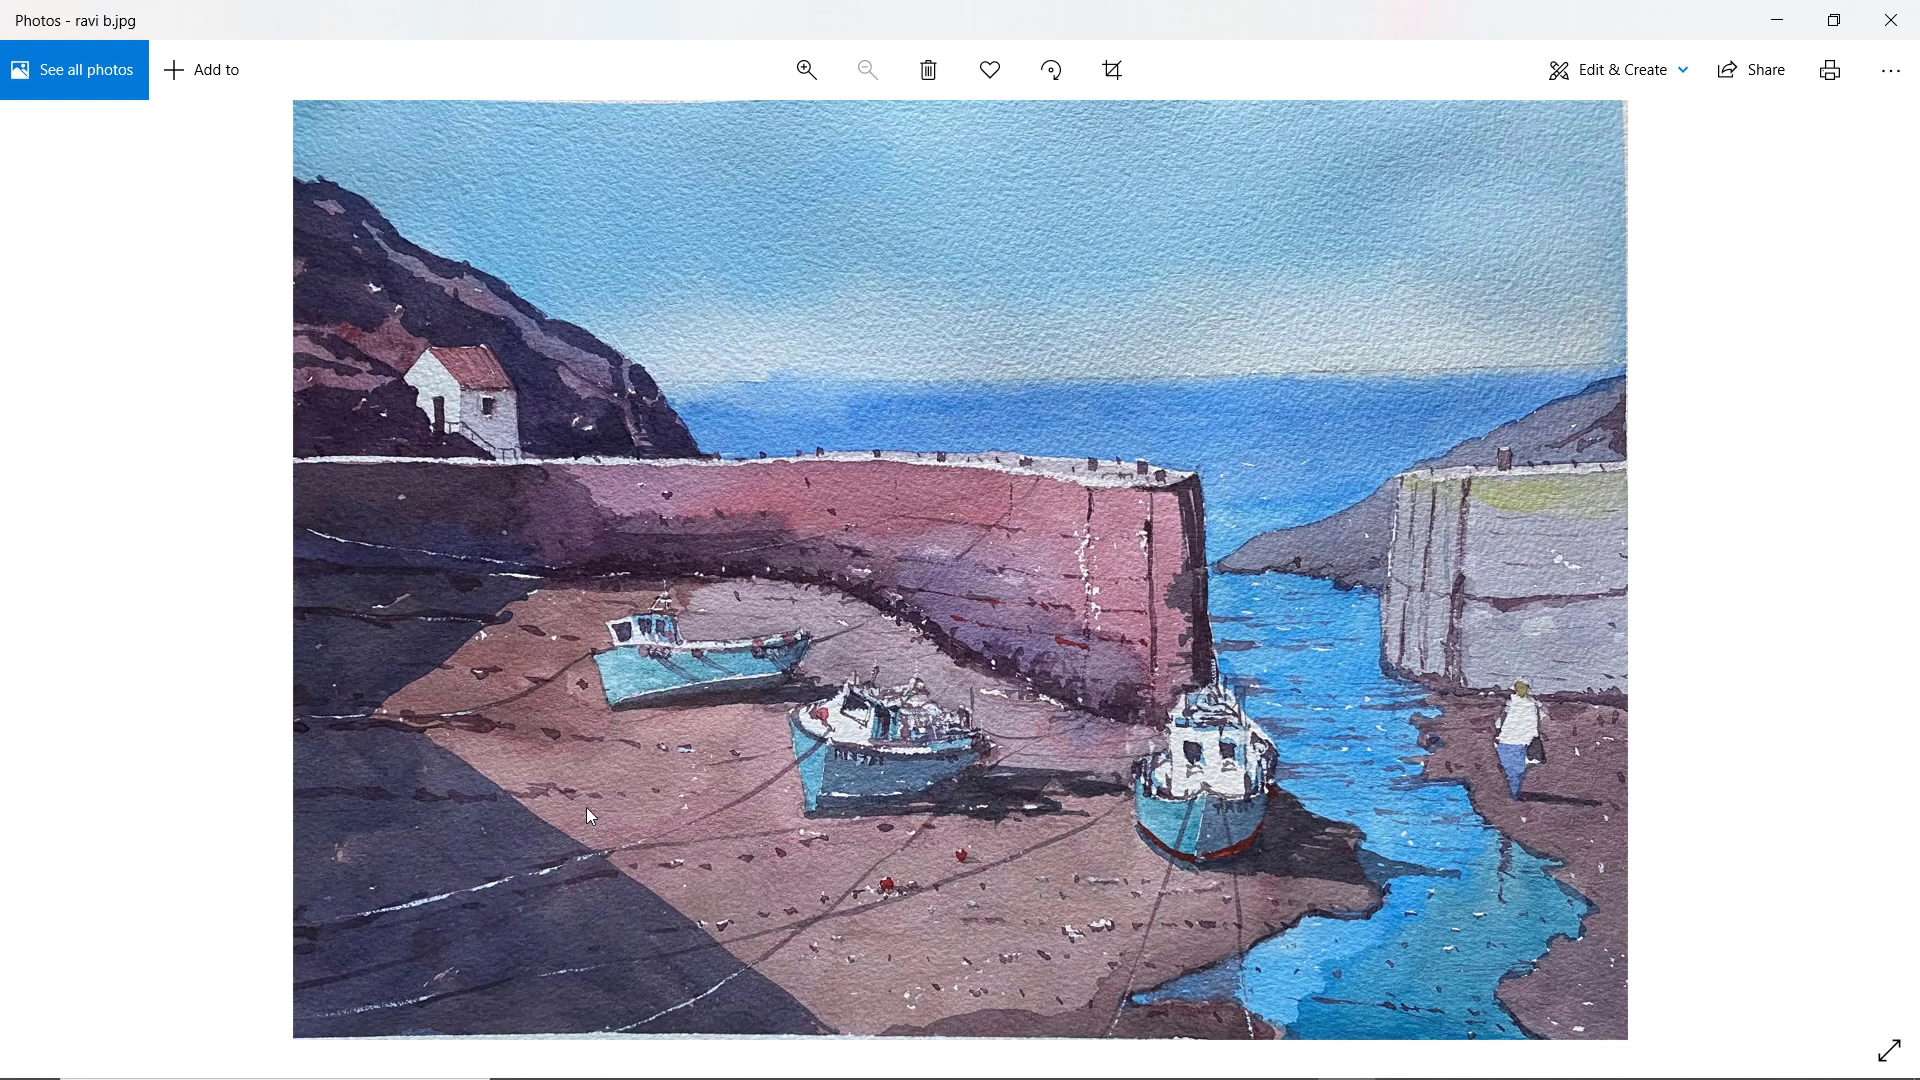 Photos - ravi b.jpg
See all photos
Add to
Edit & Create
Share